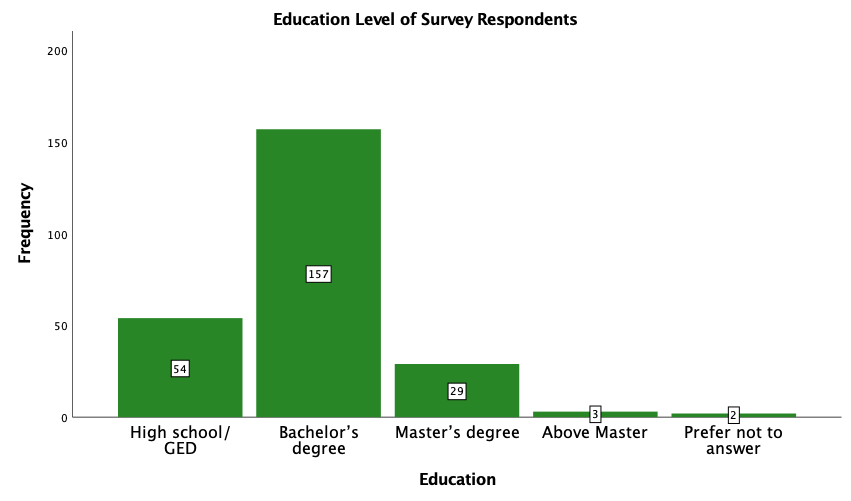 Education Level of Survey Respondents
Frequency
200
150
100
50
0
157
54
29
3
2
High school/
GED
Bachelor’s
degree
Master’s degree
Above Master
Prefer not to
answer
Education